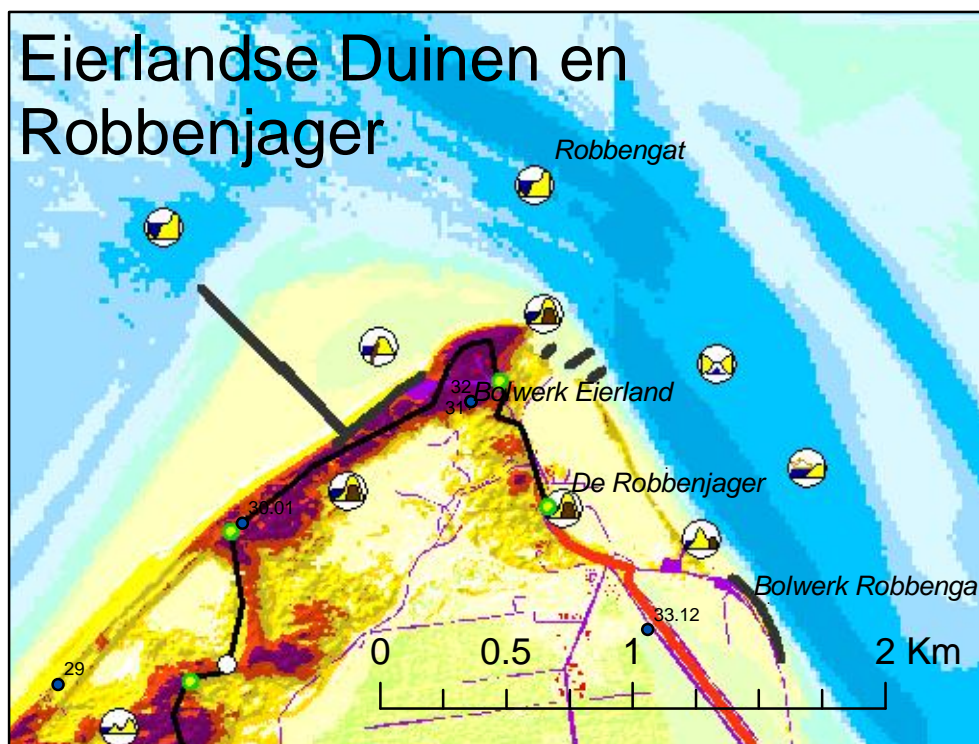 Eierlandse Duinen en
Robbenjager
Robbengat
32
Bolwerk Eierland
31
De Robbenjager
30.01
Bolwerk Robbenga
33.12
29
0 0.5 1 2 Km